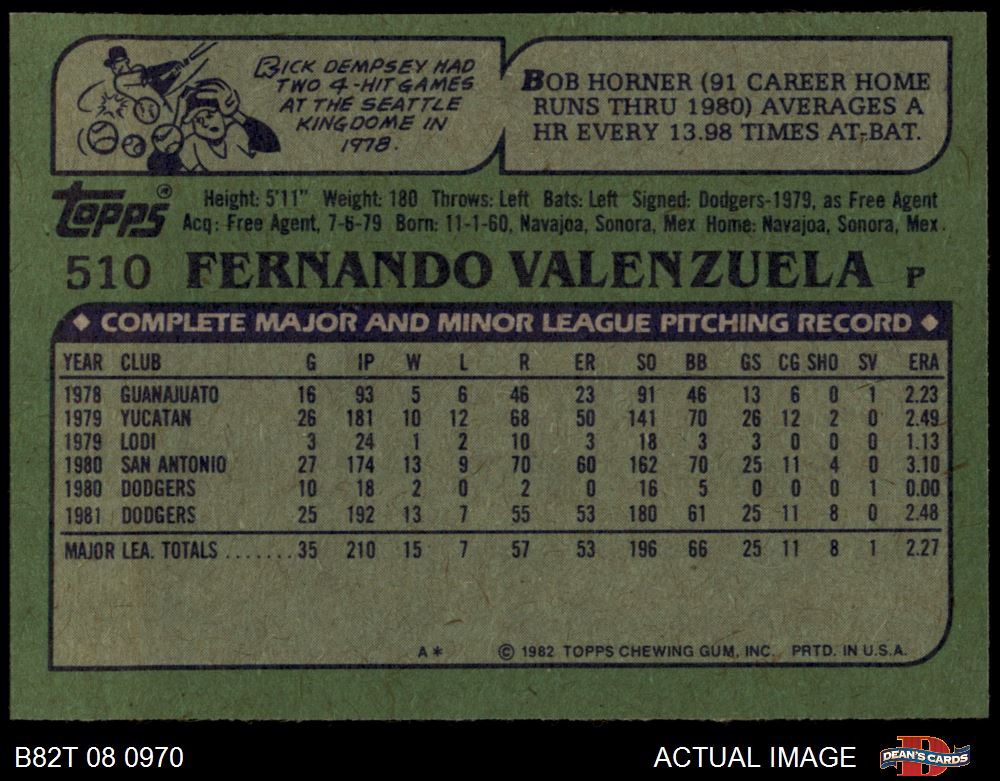 RICK DEMPSEY HAD
TWO 4-HIT GAMES
AT THE SEATTLE
KINGDOME IN
1978.
BOB HORNER (91 CAREER HOME
RUNS THRU 1980) AVERAGES A
HR EVERY 13.98 TIMES AT-BAT.
topps®
Height: 5'11" Weight: 180 Throws: Left Bats: Left Signed: Dodgers-1979, as Free Agent
Acq: Free Agent, 7-6-79 Born: 11-1-60, Navajoa, Sonora, Mex Home: Navajoa, Sonora, Mex.
510 FERNANDO VALENZUELA P
◆ COMPLETE MAJOR AND MINOR LEAGUE PITCHING RECORD ◆
YEAR CLUB G IP W L R ER SO BB GS CG SHO SV ERA
1978 GUANAJUATO 16 93 5 6 46 23 91 46 13 6 0 1 2.23
1979 YUCATAN 26 181 10 12 68 50 141 70 26 12 2 0 2.49
1979 LODI 3 24 1 2 10 3 18 3 3 0 0 0 1.13
1980 SAN ANTONIO 27 174 13 9 70 60 162 70 25 11 4 0 3.10
1980 DODGERS 10 18 2 0 2 0 16 5 0 0 0 1 0.00
1981 DODGERS 25 192 13 7 55 53 180 61 25 11 8 0 2.48
MAJOR LEA. TOTALS .......35 210 15 7 57 53 196 66 25 11 8 1 2.27
A* © 1982 TOPPS CHEWING GUM, INC. PRTD. IN U.S.A.
B82T 08 0970 ACTUAL IMAGE D DEAN'S CARDS